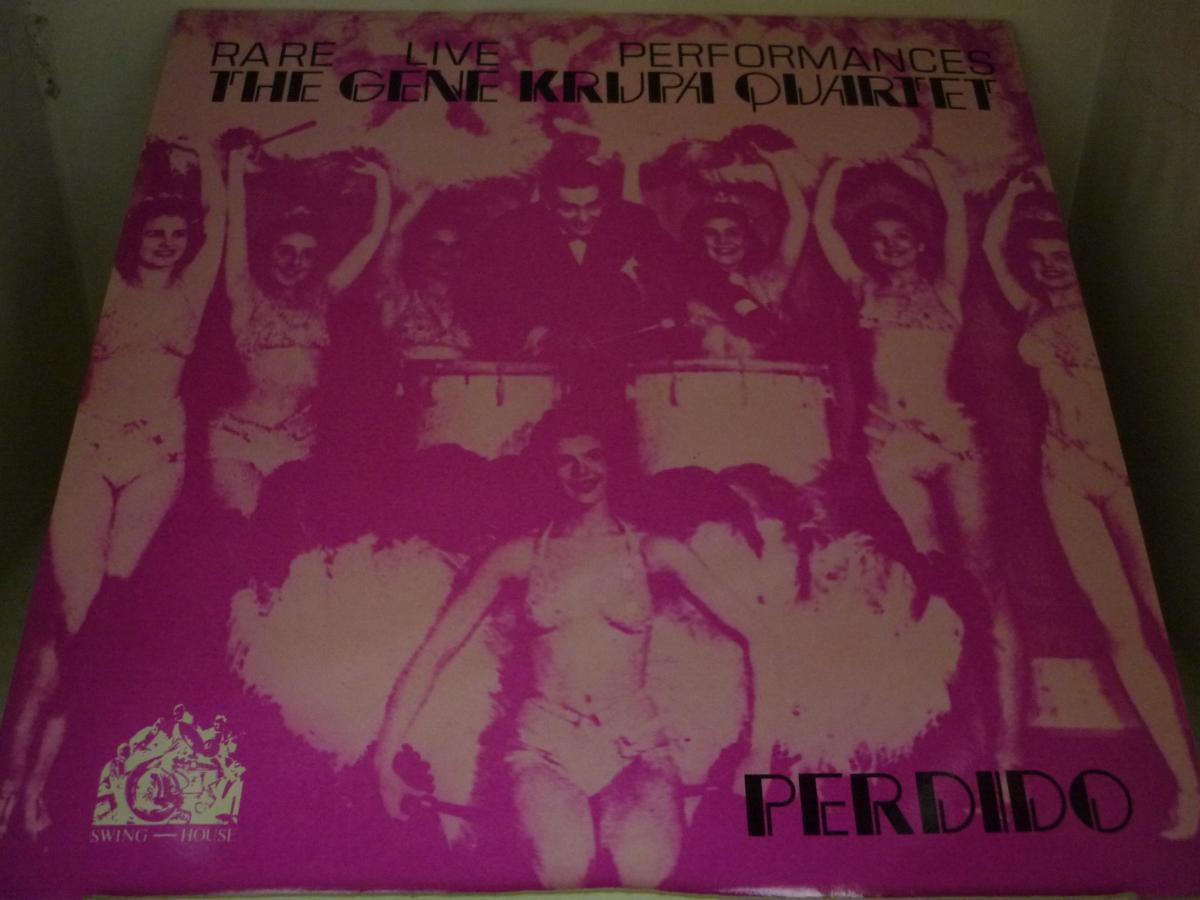 RARE LIVE PERFORMANCES
THE GENE KRUPA QUARTET
SWING — HOUSE
PERDIDO